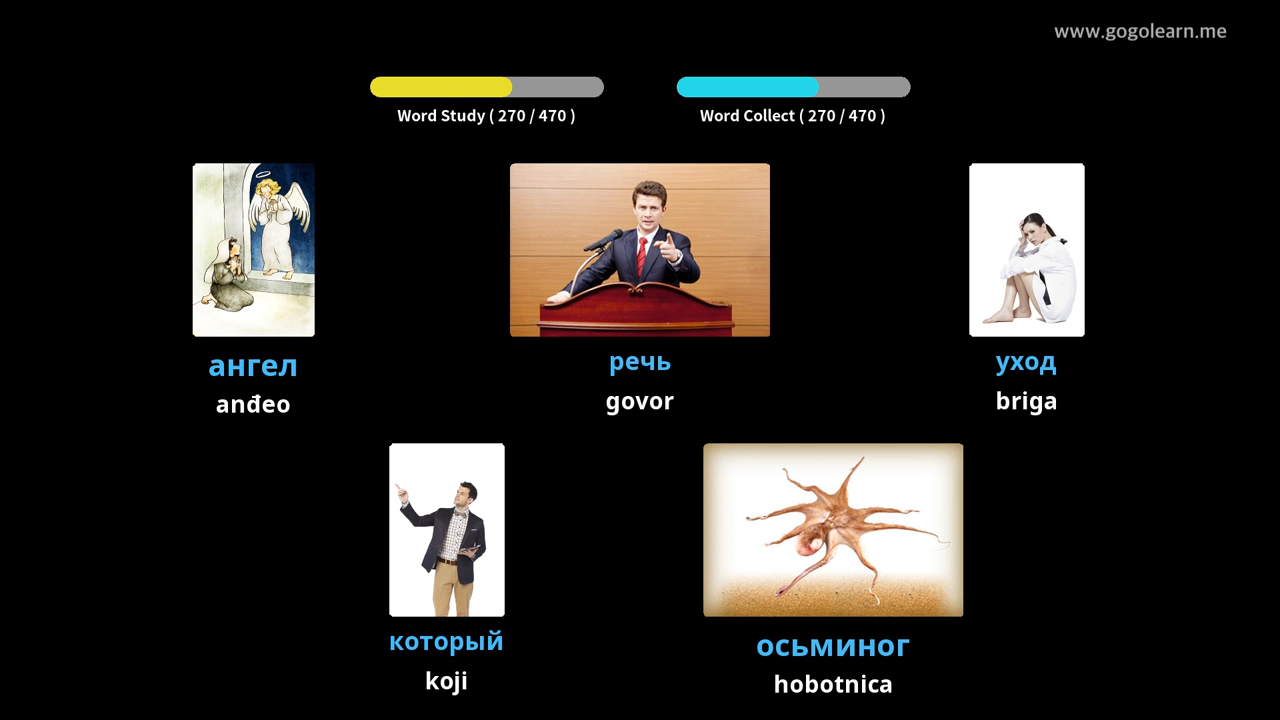 www.gogolearn.me
Word Study ( 270 / 470 )
Word Collect ( 270 / 470 )
ангел
anđeo
речь
govor
уход
briga
который
koji
осьминог
hobotnica